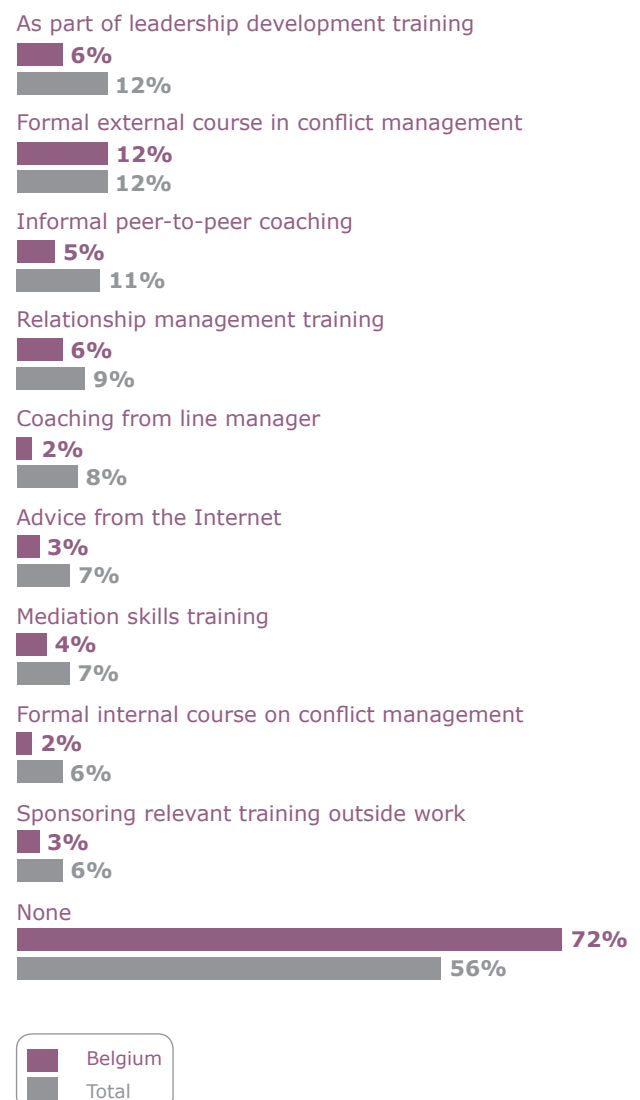 As part of leadership development training
6%
12%
Formal external course in conflict management
12%
12%
Informal peer-to-peer coaching
5%
11%
Relationship management training
6%
9%
Coaching from line manager
2%
8%
Advice from the Internet
3%
7%
Mediation skills training
4%
7%
Formal internal course on conflict management
2%
6%
Sponsoring relevant training outside work
3%
6%
None
72%
56%
Belgium
Total